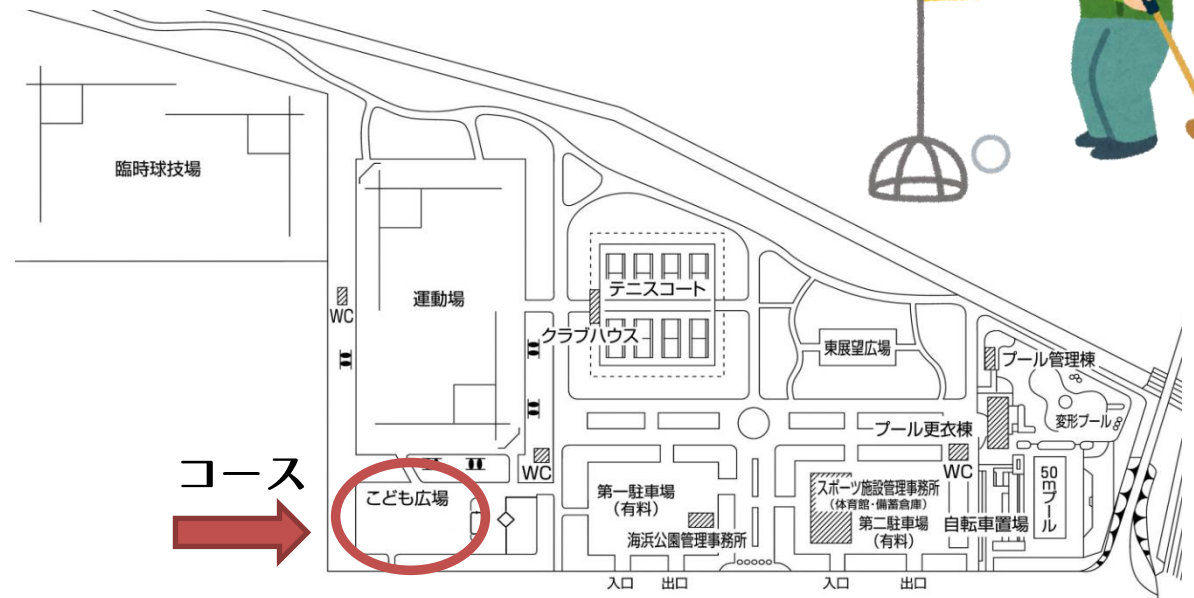 臨時球技場
運動場
WC
テニスコート
クラブハウス
東展望広場
プール管理棟
変形プール
プール更衣棟
WC
50mプール
コース
こども広場
WC
第一駐車場
(有料)
海浜公園管理事務所
スポーツ施設管理事務所
(体育館・備蓄倉庫)
第二駐車場
(有料)
自転車置場
入口
出口
入口
出口